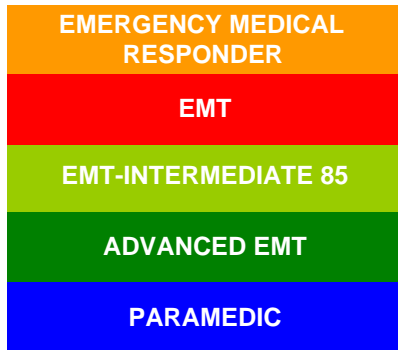 EMERGENCY MEDICAL
RESPONDER
EMT
EMT-INTERMEDIATE 85
ADVANCED EMT
PARAMEDIC